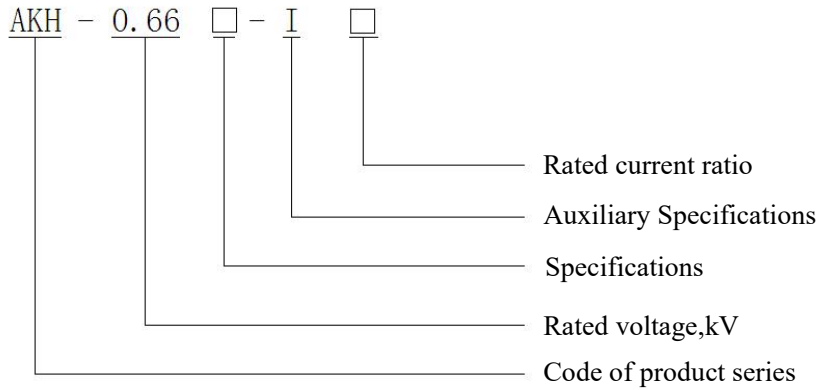 AKH - 0.66 □ - I □
Rated current ratio
Auxiliary Specifications
Specifications
Rated voltage,kV
Code of product series